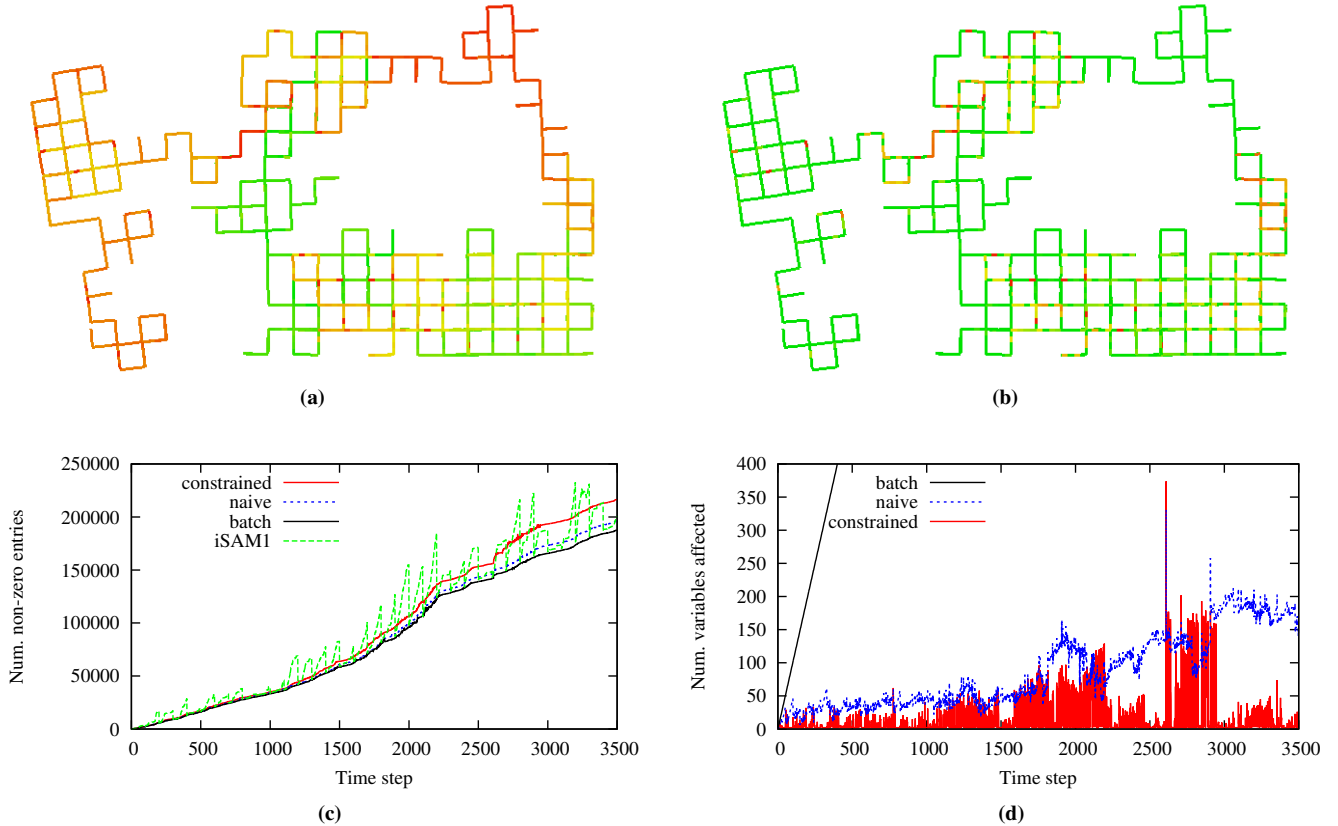 (a)
(b)
Num. non-zero entries
250000
200000
150000
100000
50000
0
constrained
naive
batch
iSAM1
0 500 1000 1500 2000 2500 3000 3500
Time step
(c)
Num. variables affected
400
350
300
250
200
150
100
50
0
batch
naive
constrained
0 500 1000 1500 2000 2500 3000 3500
Time step
(d)